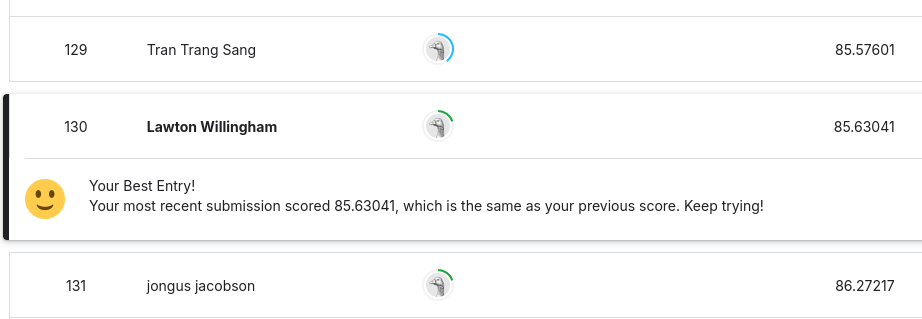 129 Tran Trang Sang 85.57601
130 Lawton Willingham 85.63041
Your Best Entry!
Your most recent submission scored 85.63041, which is the same as your previous score. Keep trying!
131 jongus jacobson 86.27217